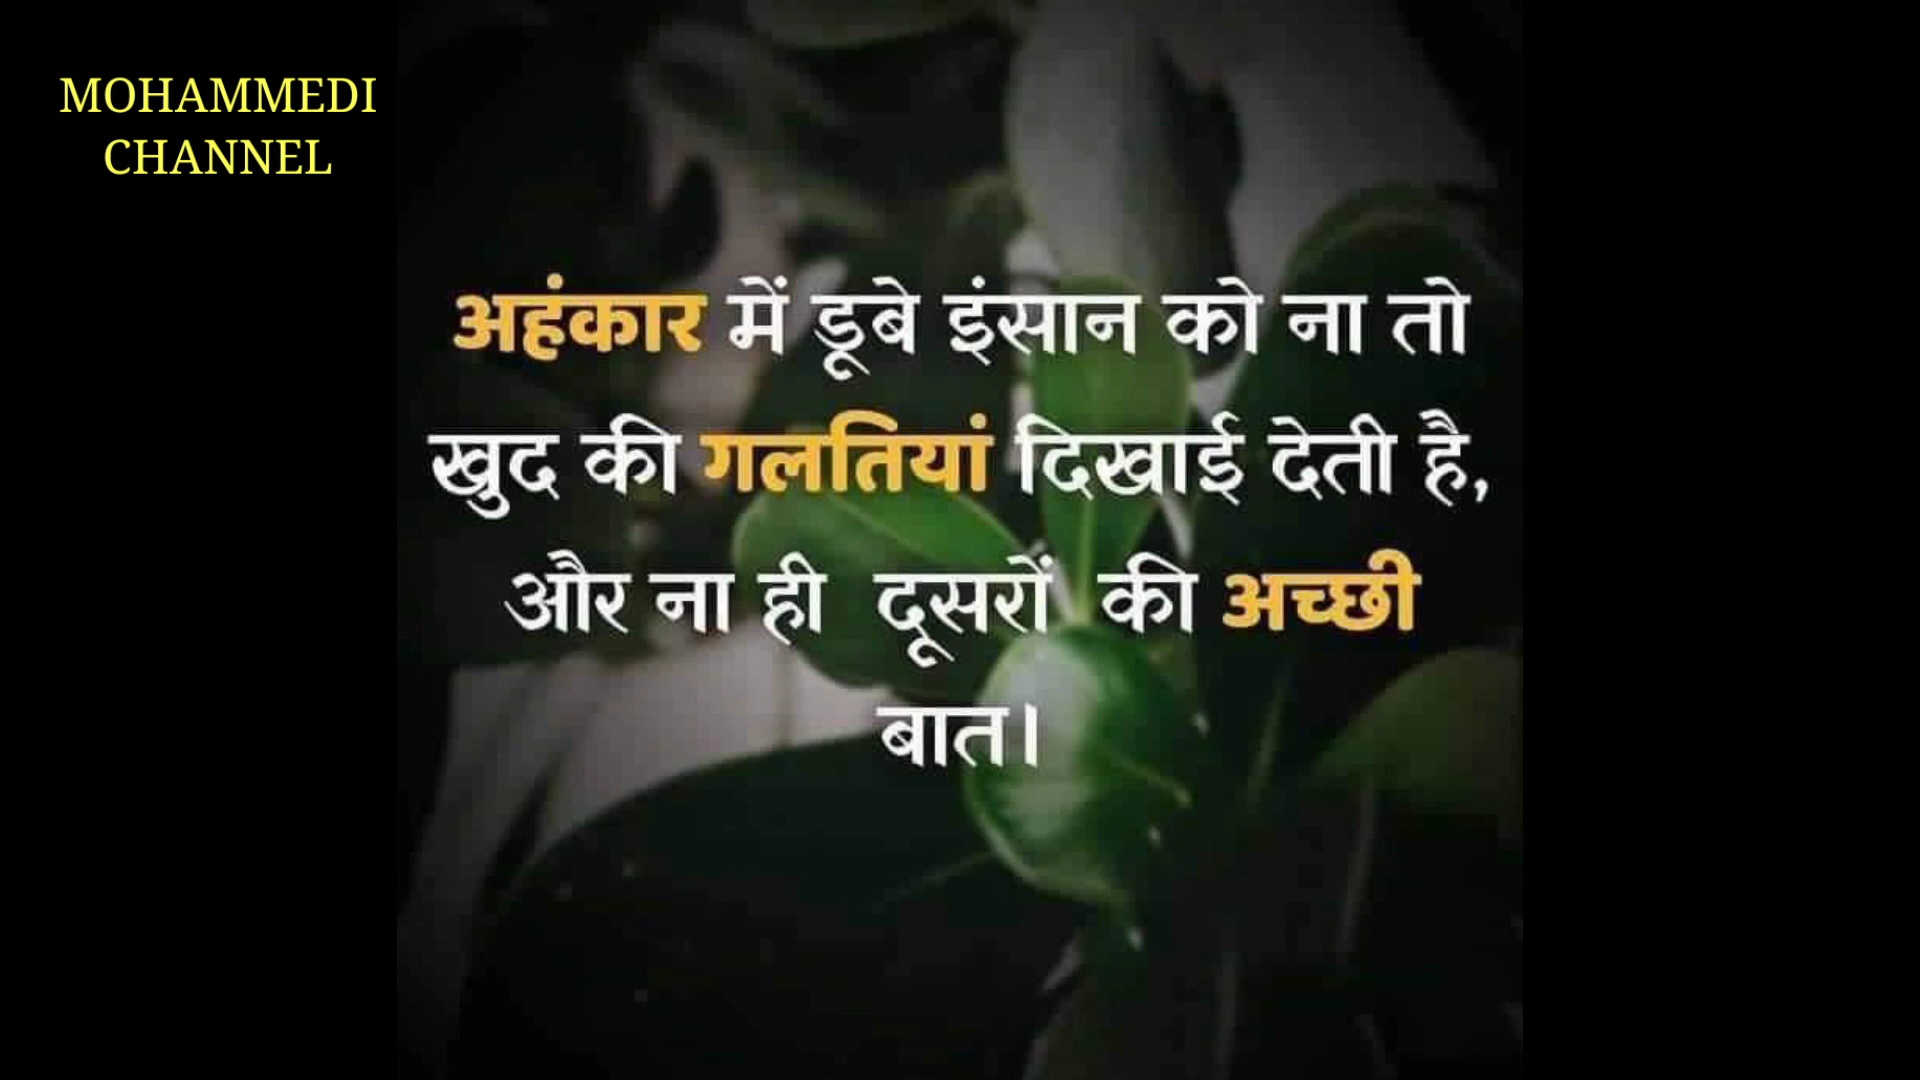 MOHAMMEDI
CHANNEL
अहंकार में डूबे इंसान को ना तो
खुद की गलतियां दिखाई देती है,
और ना ही दूसरों की अच्छी
बात।